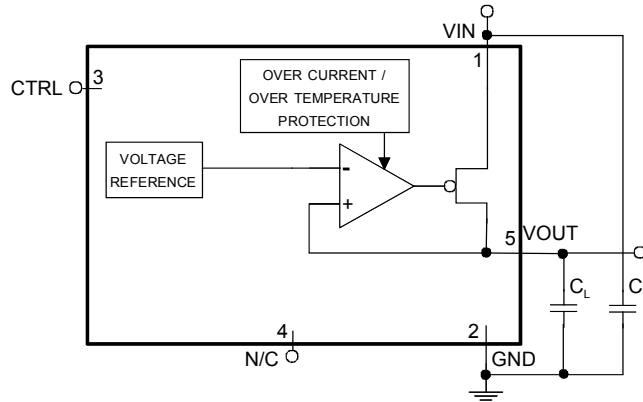 VIN
1
CTRL
3
OVER CURRENT /
OVER TEMPERATURE
PROTECTION
VOLTAGE
REFERENCE
-
+
5
VOUT
CL
C
4
N/C
2
GND